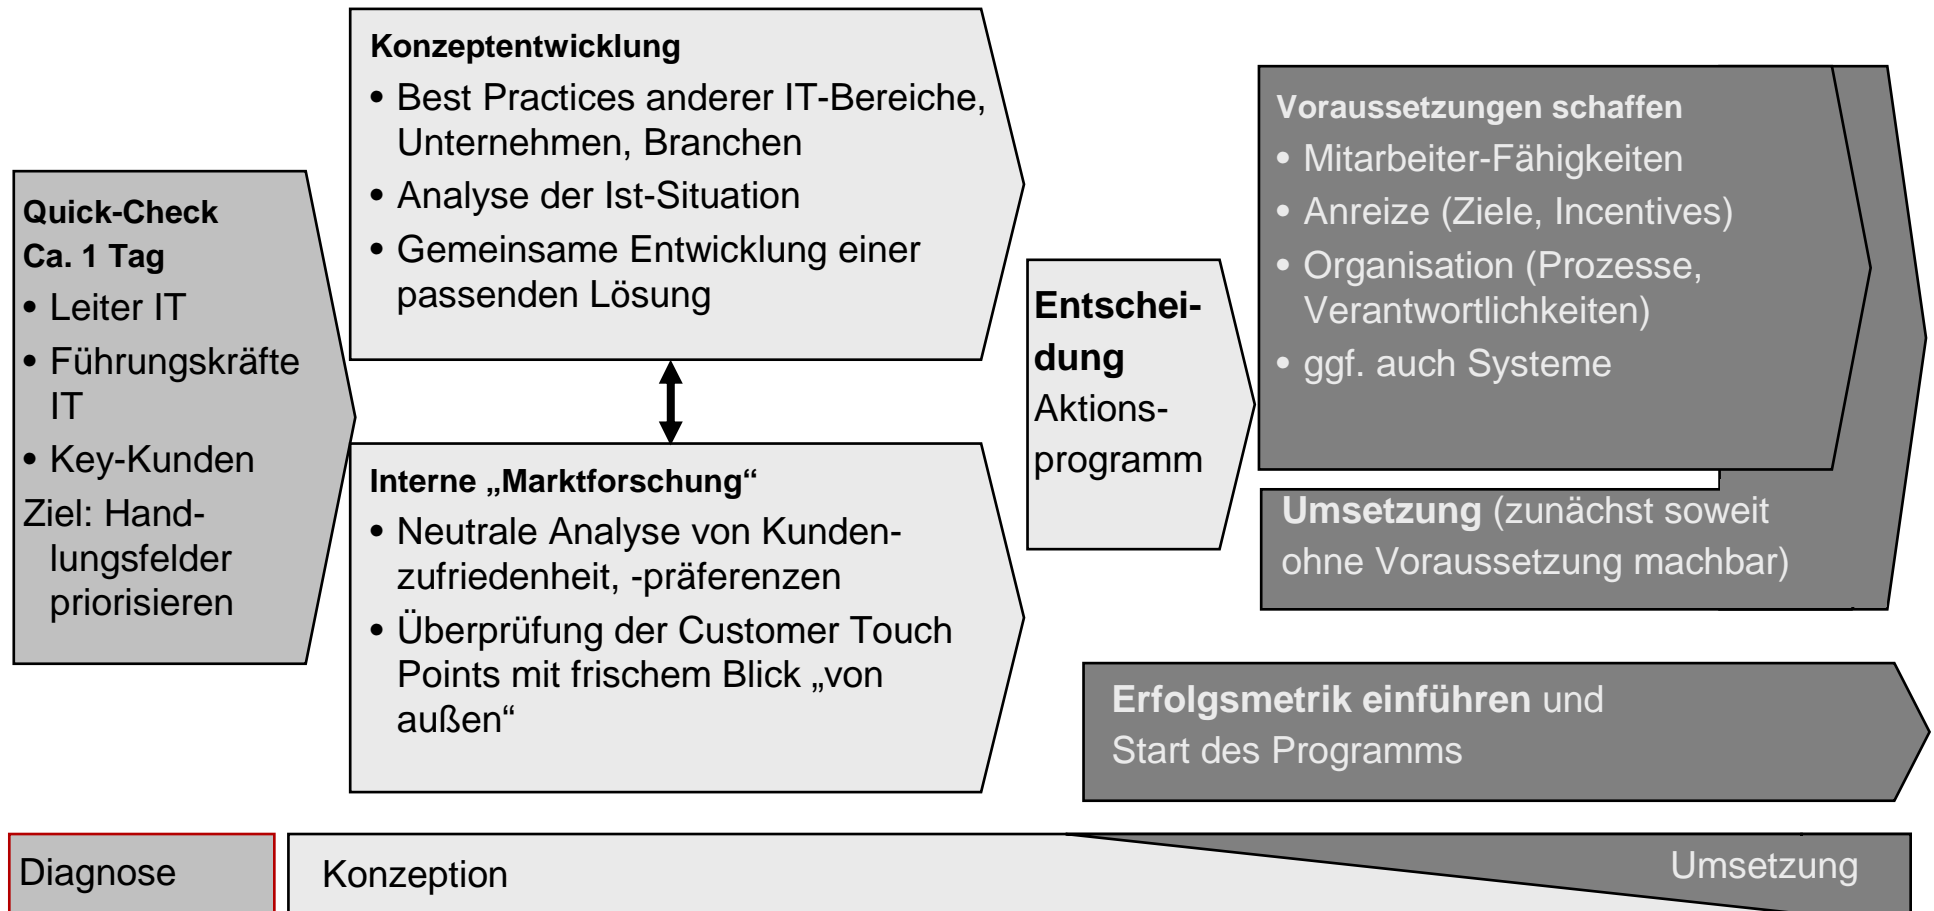 Quick-Check
Ca. 1 Tag
• Leiter IT
• Führungskräfte
IT
• Key-Kunden
Ziel: Hand-
lungsfelder
priorisieren
Konzeptentwicklung
• Best Practices anderer IT-Bereiche,
Unternehmen, Branchen
• Analyse der Ist-Situation
• Gemeinsame Entwicklung einer
passenden Lösung
Interne „Marktforschung“
• Neutrale Analyse von Kunden-
zufriedenheit, -präferenzen
• Überprüfung der Customer Touch
Points mit frischem Blick „von
außen“
Entschei-
dung
Aktions-
programm
Voraussetzungen schaffen
• Mitarbeiter-Fähigkeiten
• Anreize (Ziele, Incentives)
• Organisation (Prozesse,
Verantwortlichkeiten)
• ggf. auch Systeme
Umsetzung (zunächst soweit
ohne Voraussetzung machbar)
Erfolgsmetrik einführen und
Start des Programms
Diagnose
Konzeption
Umsetzung